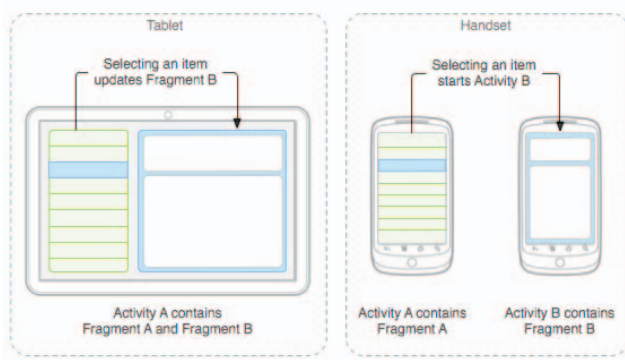 Tablet
Selecting an item
updates Fragment B
Activity A contains
Fragment A and Fragment B
Handset
Selecting an item
starts Activity B
Activity A contains
Fragment A
Activity B contains
Fragment B